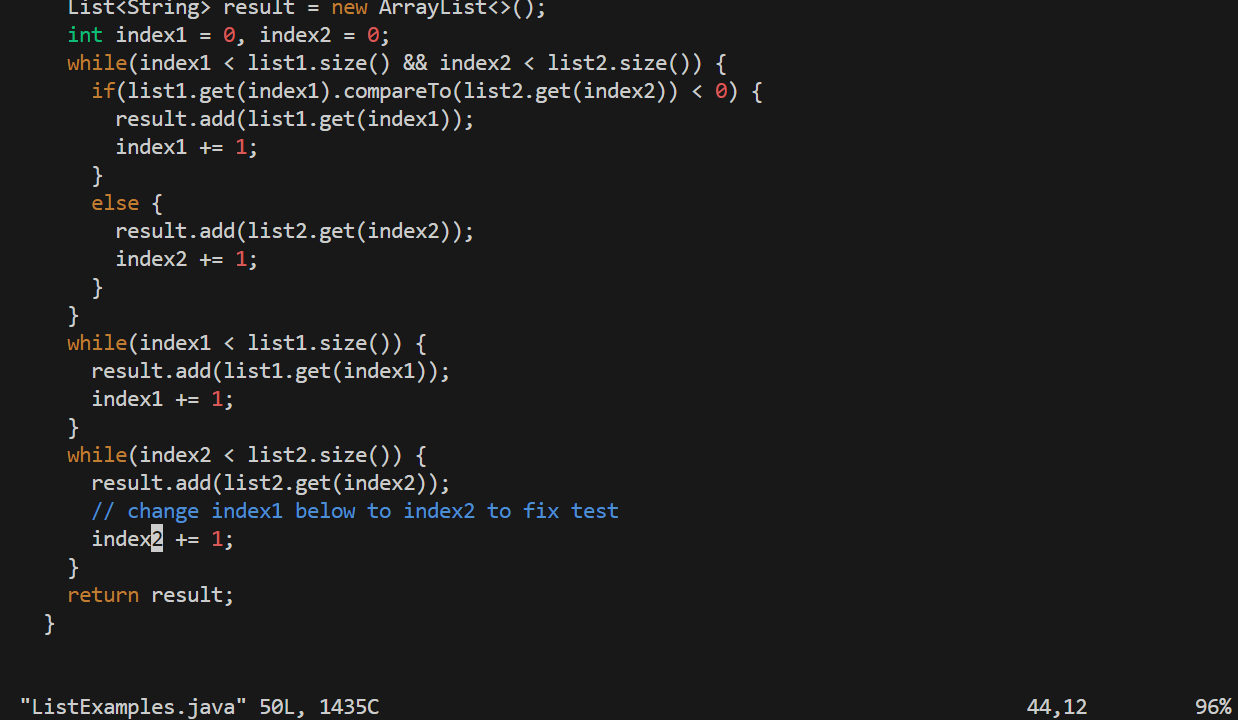 List<String> result = new ArrayList<>();
    int index1 = 0, index2 = 0;
    while(index1 < list1.size() && index2 < list2.size()) {
      if(list1.get(index1).compareTo(list2.get(index2)) < 0) {
        result.add(list1.get(index1));
        index1 += 1;
      }
      else {
        result.add(list2.get(index2));
        index2 += 1;
      }
    }
    while(index1 < list1.size()) {
      result.add(list1.get(index1));
      index1 += 1;
    }
    while(index2 < list2.size()) {
      result.add(list2.get(index2));
      // change index1 below to index2 to fix test
      index2 += 1;
    }
    return result;
  }
"ListExamples.java" 50L, 1435C 44,12 96%